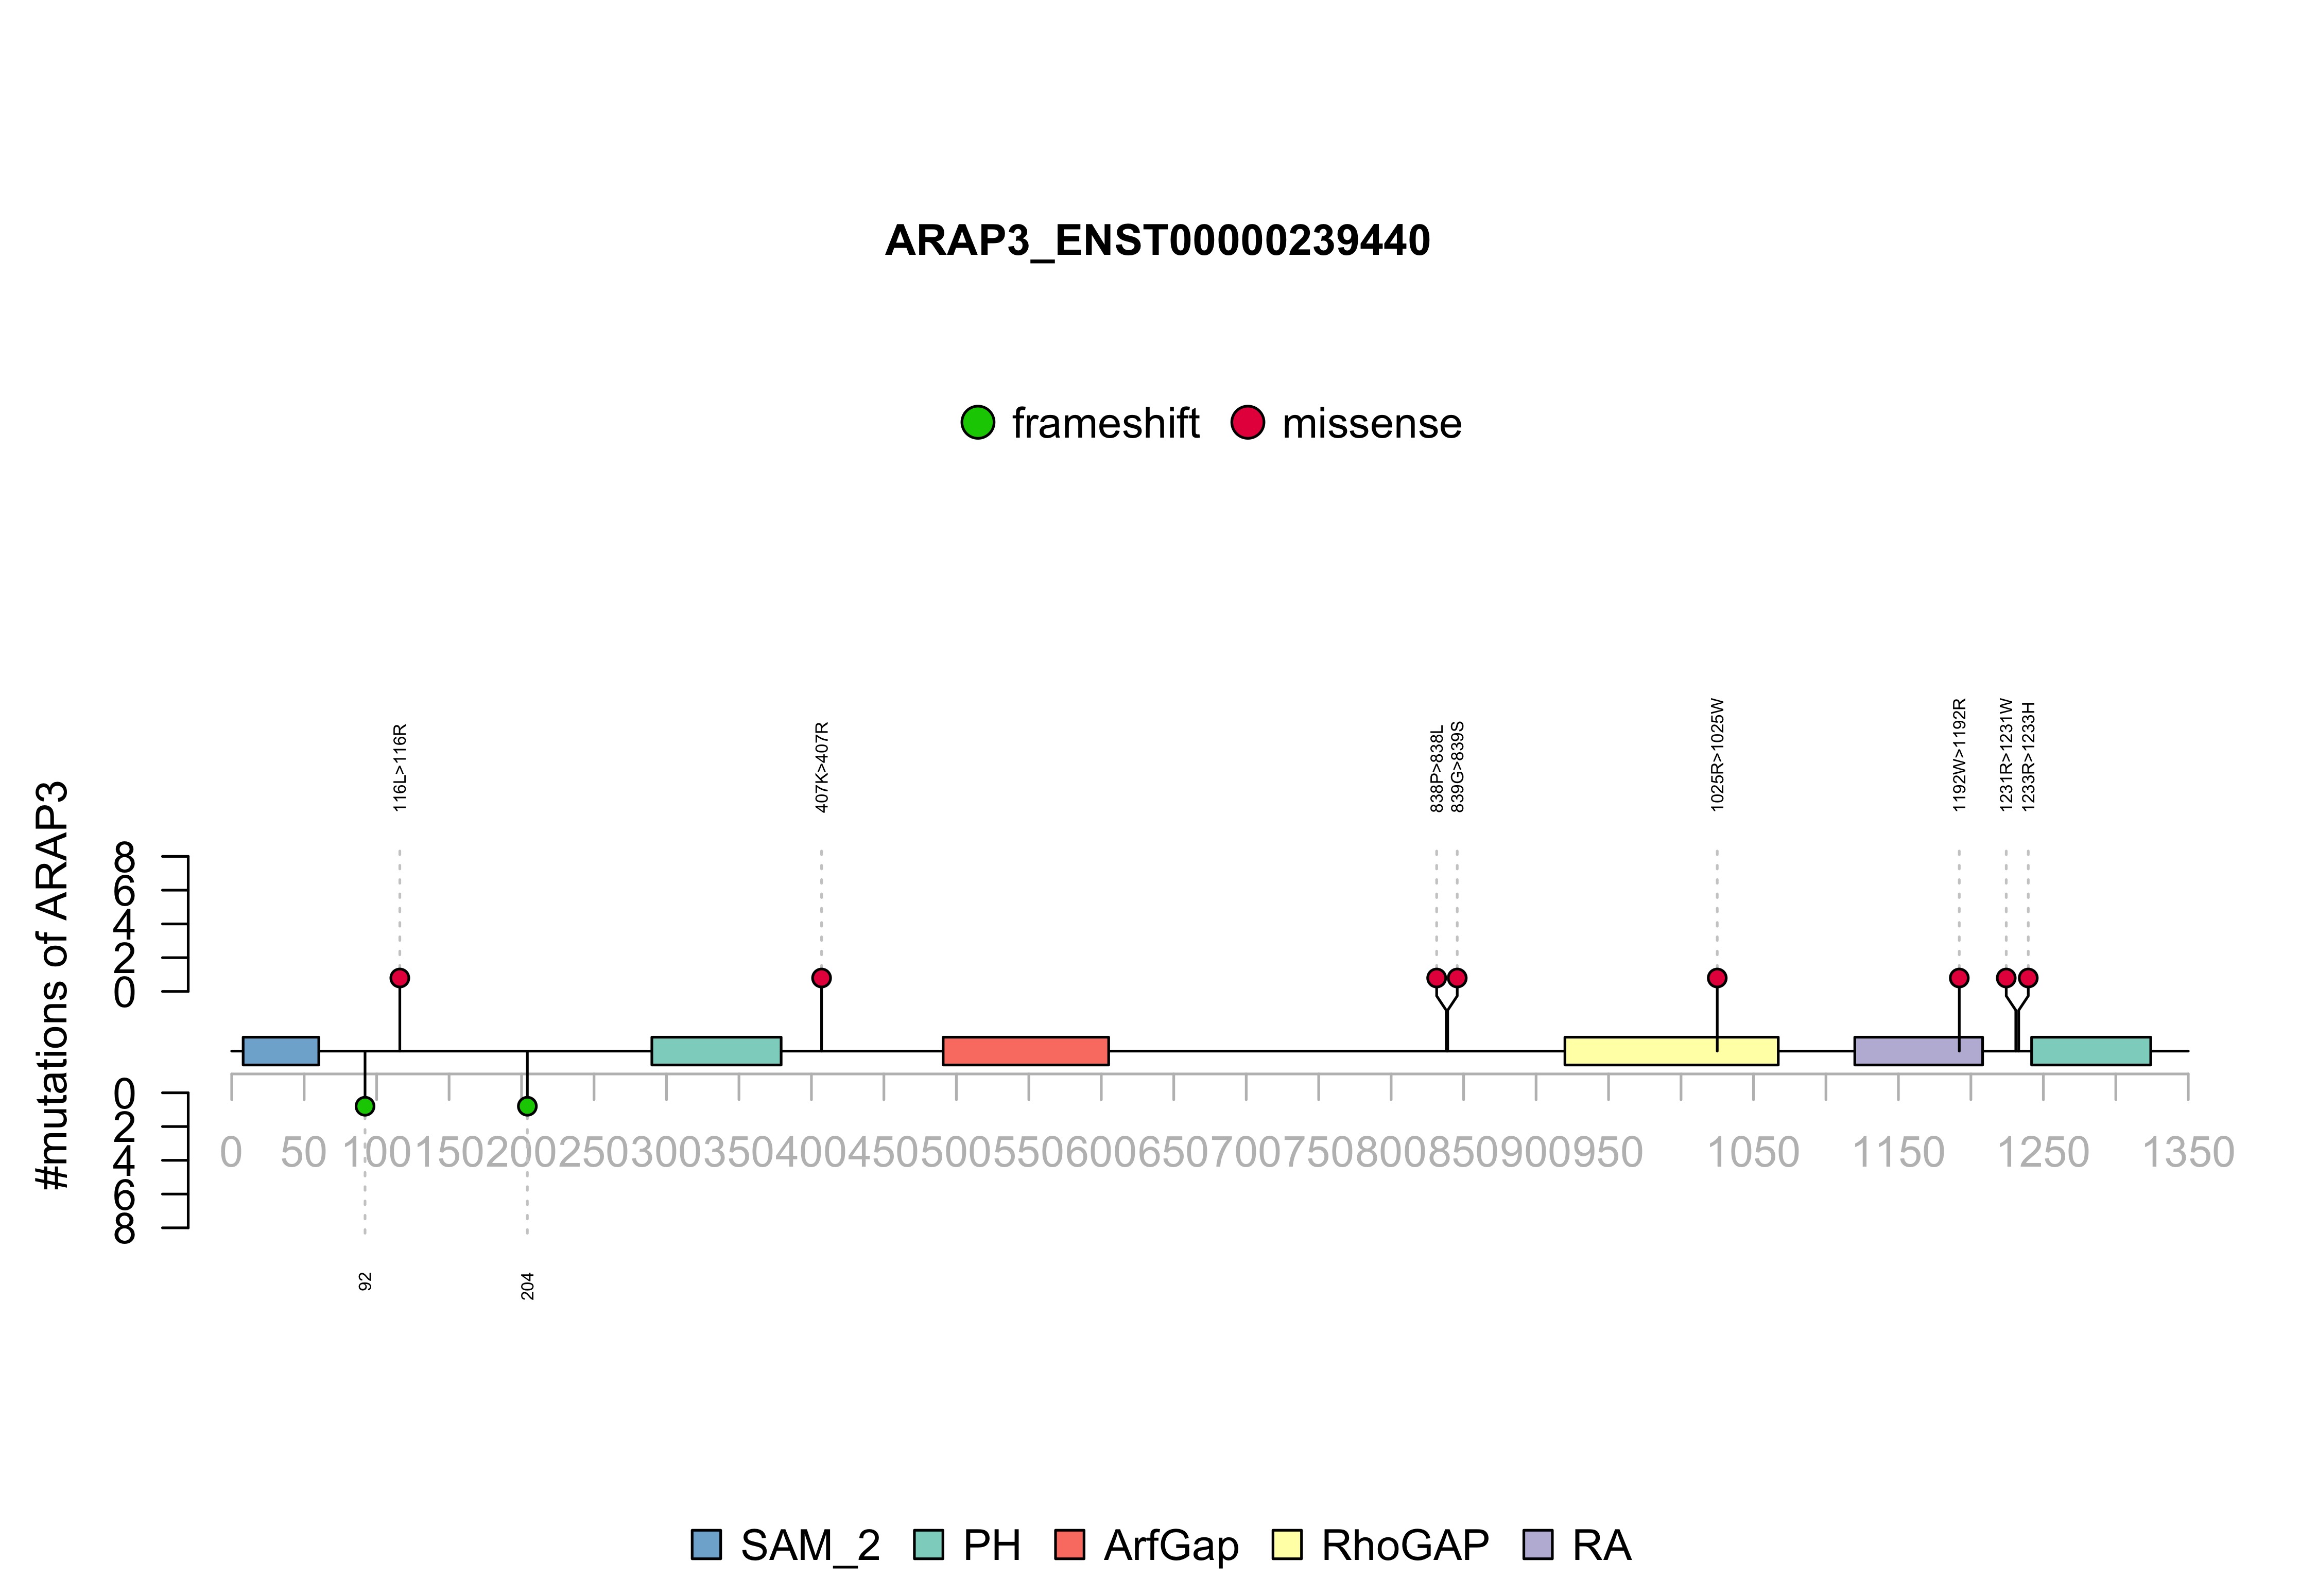 ARAP3_ENST00000239440
frameshift missense
116L>116R
407K>407R
838P>838L
839G>839S
1025R>1025W
1192W>1192R
1231R>1231W
1233R>1233H
#mutations of ARAP3
8
6
4
2
0
0
2
4
6
8
0 50 100 150 200 250 300 350 400 450 500 550 600 650 700 750 800 850 900 950 1050 1150 1250 1350
92
204
SAM_2 PH ArfGap RhoGAP RA